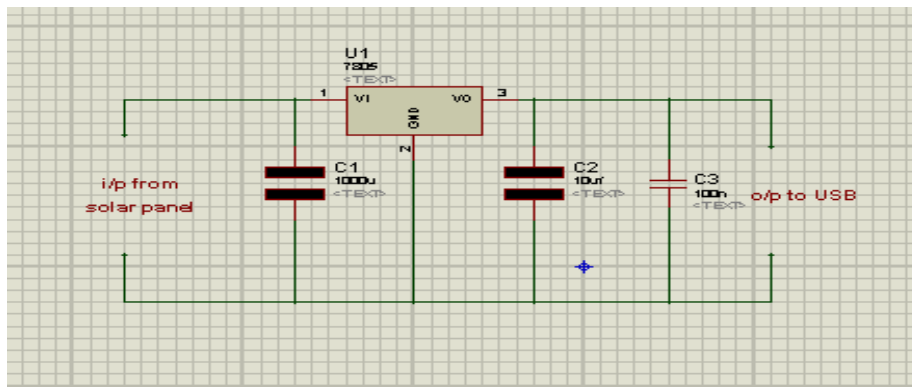 U1
7805
<TEXT>
1
VI
VO
3
GND
2
C1
1000u
<TEXT>
C2
10uf
<TEXT>
C3
100n
<TEXT>
i/p from
solar panel
o/p to USB